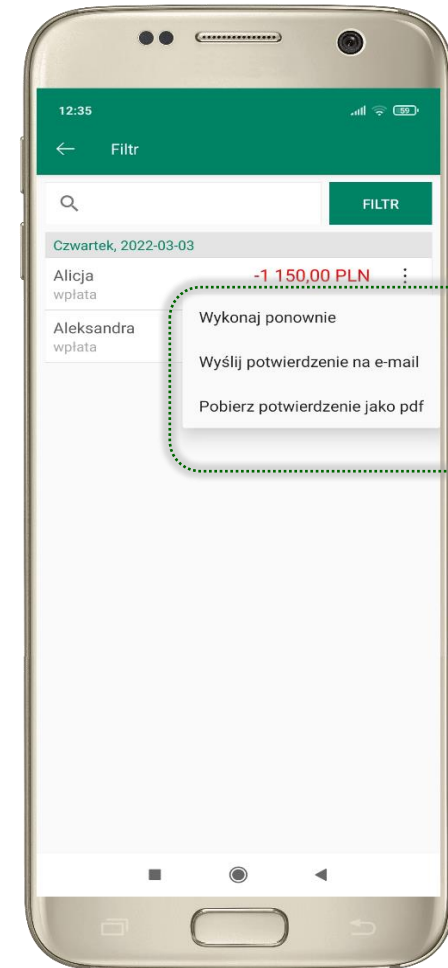 12:35
59
Filtr
FILTR
Czwartek, 2022-03-03
Alicja -1 150,00 PLN
wpłata
Aleksandra
wpłata
Wykonaj ponownie
Wyślij potwierdzenie na e-mail
Pobierz potwierdzenie jako pdf